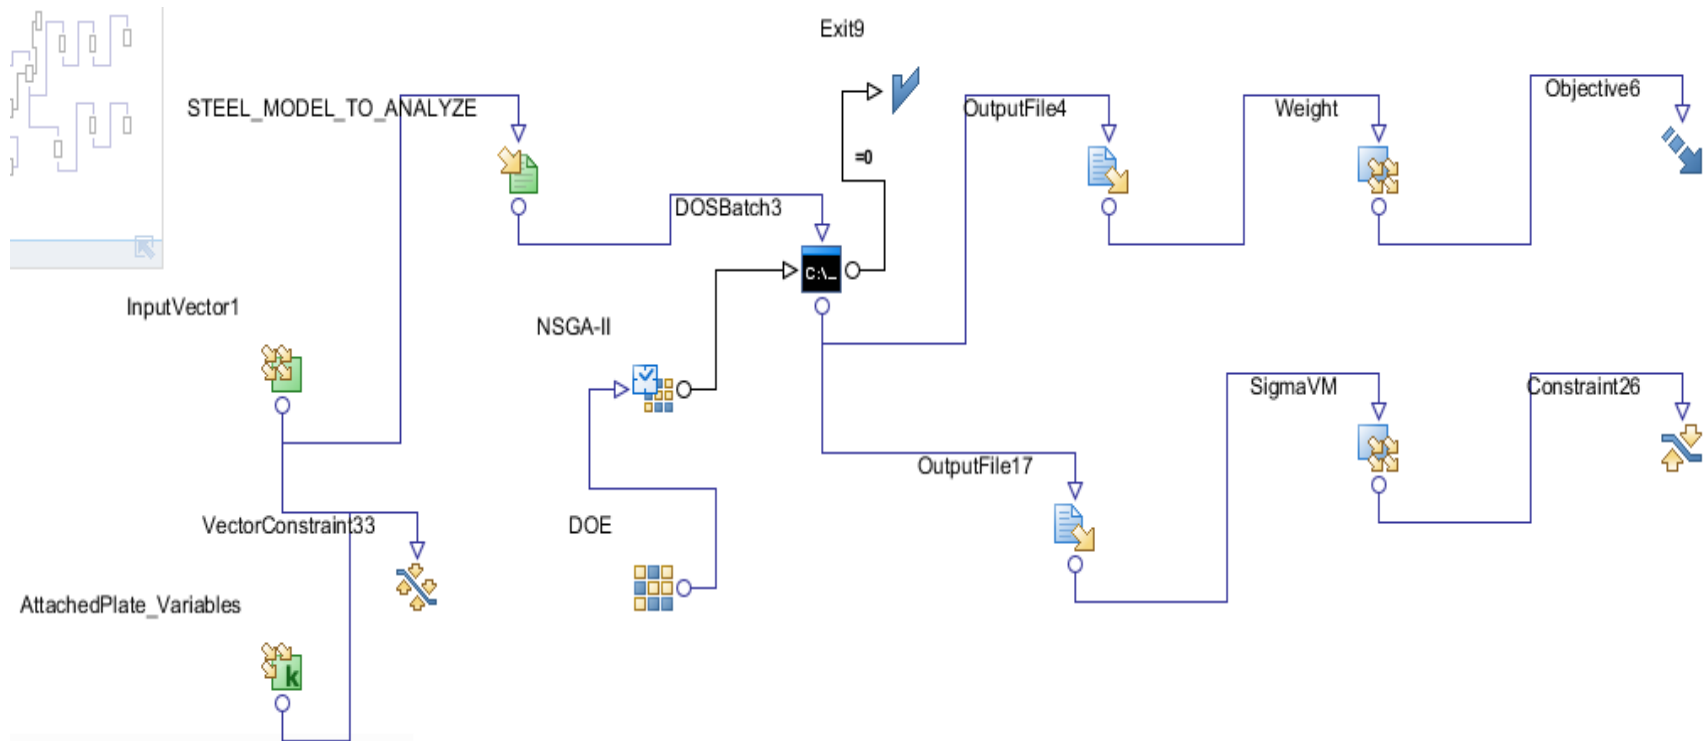 Exit9
STEEL_MODEL_TO_ANALYZE
OutputFile4
Weight
Objective6
=0
DOSBatch3
C:\_
InputVector1
NSGA-II
SigmaVM
Constraint26
OutputFile17
VectorConstraint33
DOE
AttachedPlate_Variables
k